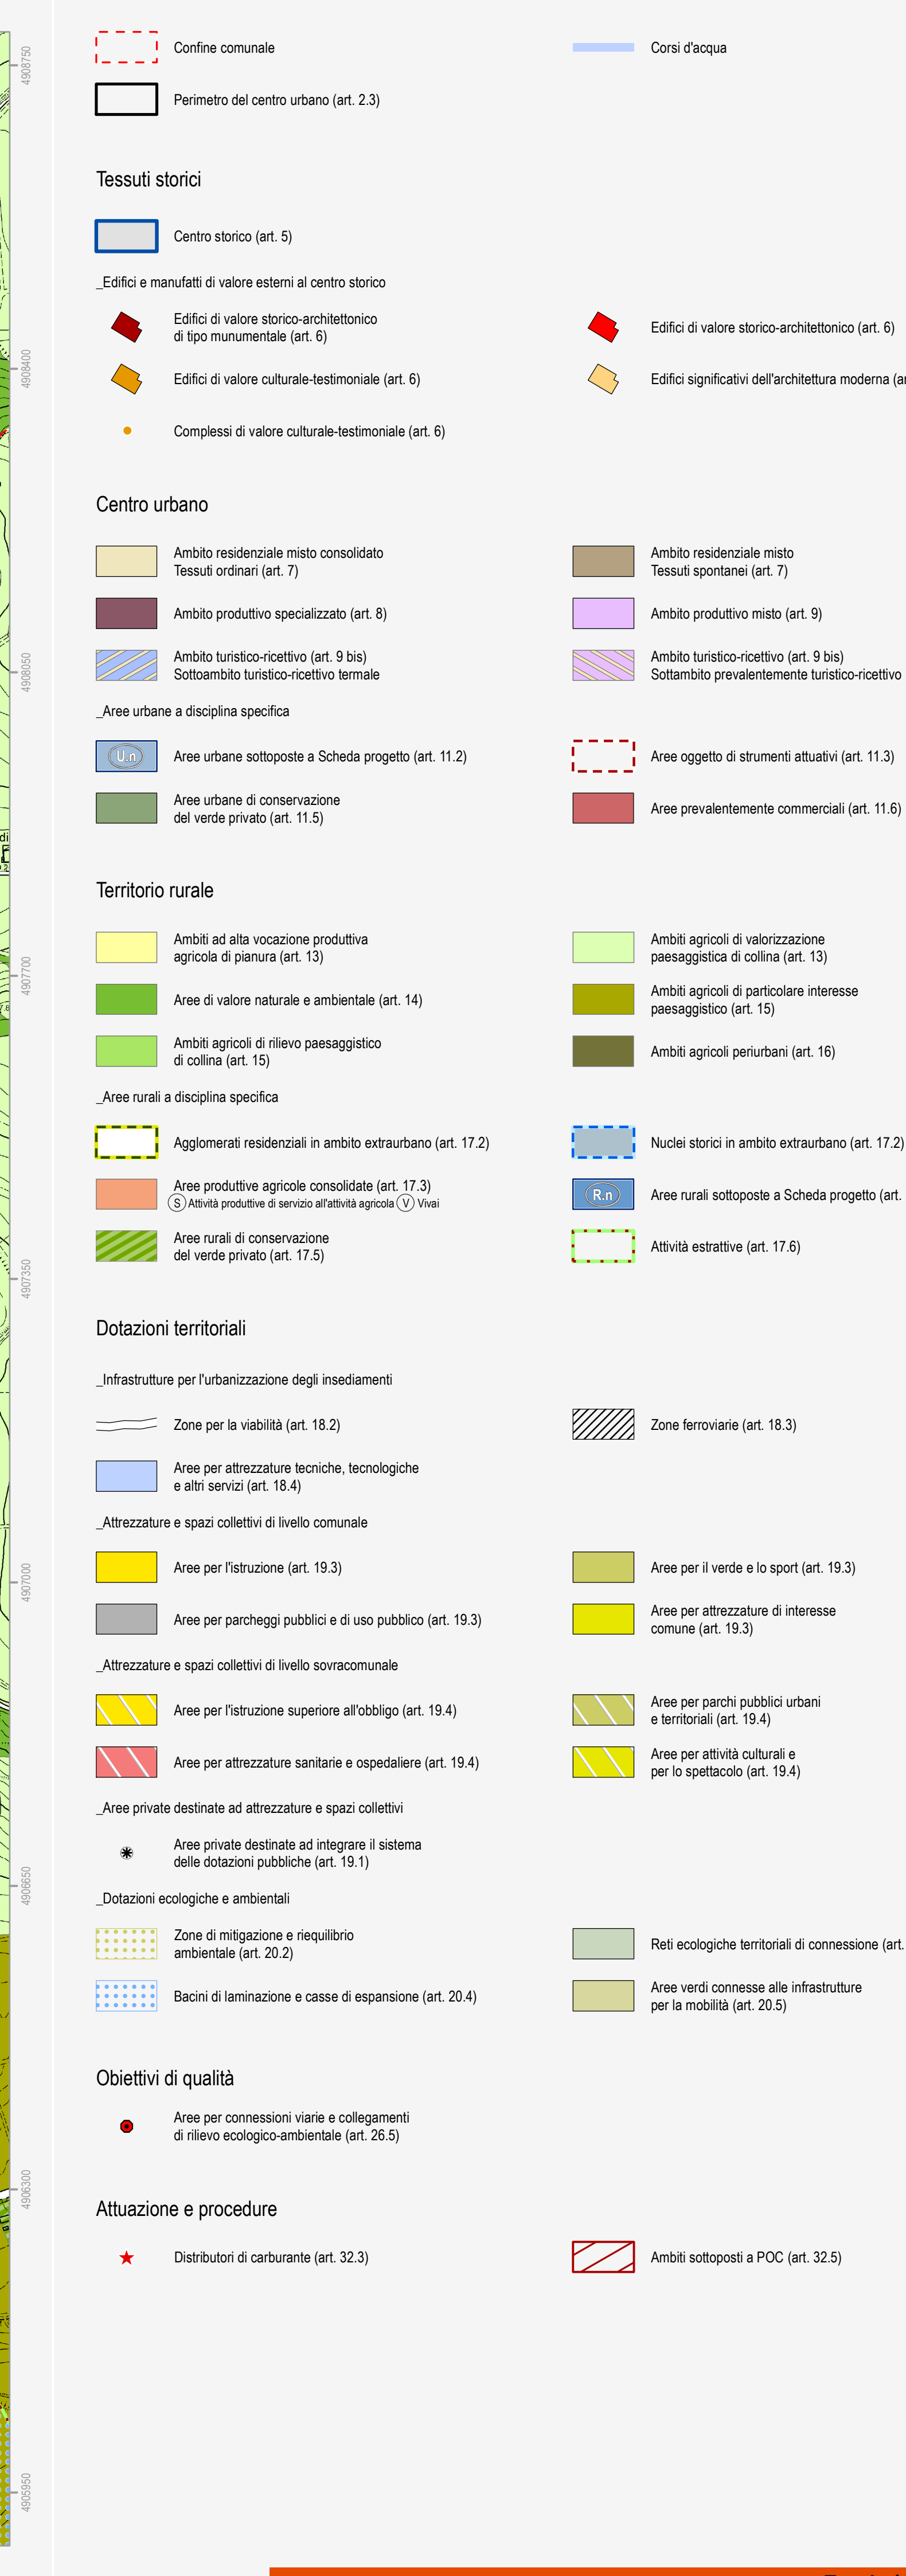 Confine comunale
Corsi d'acqua
Perimetro del centro urbano (art. 2.3)
Tessuti storici
Centro storico (art. 5)
_Edifici e manufatti di valore esterni al centro storico
Edifici di valore storico-architettonico
di tipo munumentale (art. 6)
Edifici di valore storico-architettonico (art. 6)
Edifici di valore culturale-testimoniale (art. 6)
Edifici significativi dell'architettura moderna
Complessi di valore culturale-testimoniale (art. 6)
Centro urbano
Ambito residenziale misto consolidato
Tessuti ordinari (art. 7)
Ambito residenziale misto
Tessuti spontanei (art. 7)
Ambito produttivo specializzato (art. 8)
Ambito produttivo misto (art. 9)
Ambito turistico-ricettivo (art. 9 bis)
Sottoambito turistico-ricettivo termale
Ambito turistico-ricettivo (art. 9 bis)
Sottambito prevalentemente turistico-ricettivo
_Aree urbane a disciplina specifica
U.n
Aree urbane sottoposte a Scheda progetto (art. 11.2)
Aree oggetto di strumenti attuativi (art. 11.3)
Aree urbane di conservazione
del verde privato (art. 11.5)
Aree prevalentemente commerciali (art. 11.6)
Territorio rurale
Ambiti ad alta vocazione produttiva
agricola di pianura (art. 13)
Ambiti agricoli di valorizzazione
paesaggistica di collina (art. 13)
Aree di valore naturale e ambientale (art. 14)
Ambiti agricoli di particolare interesse
paesaggistico (art. 15)
Ambiti agricoli di rilievo paesaggistico
di collina (art. 15)
Ambiti agricoli periurbani (art. 16)
_Aree rurali a disciplina specifica
Agglomerati residenziali in ambito extraurbano (art. 17.2)
Nuclei storici in ambito extraurbano (art. 17.2)
Aree produttive agricole consolidate (art. 17.3)
S Attività produttive di servizio all'attività agricola V Vivai
R.n
Aree rurali sottoposte a Scheda progetto (art.
Aree rurali di conservazione
del verde privato (art. 17.5)
Attività estrattive (art. 17.6)
Dotazioni territoriali
_Infrastrutture per l'urbanizzazione degli insediamenti
Zone per la viabilità (art. 18.2)
Zone ferroviarie (art. 18.3)
Aree per attrezzature tecniche, tecnologiche
e altri servizi (art. 18.4)
_Attrezzature e spazi collettivi di livello comunale
Aree per l'istruzione (art. 19.3)
Aree per il verde e lo sport (art. 19.3)
Aree per parcheggi pubblici e di uso pubblico (art. 19.3)
Aree per attrezzature di interesse
comune (art. 19.3)
_Attrezzature e spazi collettivi di livello sovracomunale
Aree per l'istruzione superiore all'obbligo (art. 19.4)
Aree per parchi pubblici urbani
e territoriali (art. 19.4)
Aree per attrezzature sanitarie e ospedaliere (art. 19.4)
Aree per attività culturali e
per lo spettacolo (art. 19.4)
_Aree private destinate ad attrezzature e spazi collettivi
Aree private destinate ad integrare il sistema
delle dotazioni pubbliche (art. 19.1)
_Dotazioni ecologiche e ambientali
Zone di mitigazione e riequilibrio
ambientale (art. 20.2)
Reti ecologiche territoriali di connessione (art.
Bacini di laminazione e casse di espansione (art. 20.4)
Aree verdi connesse alle infrastrutture
per la mobilità (art. 20.5)
Obiettivi di qualità
Aree per connessioni viarie e collegamenti
di rilievo ecologico-ambientale (art. 26.5)
Attuazione e procedure
Distributori di carburante (art. 32.3)
Ambiti sottoposti a POC (art. 32.5)
4908750
4908400
4908050
4907700
4907350
4907000
4906650
4906300
4905950